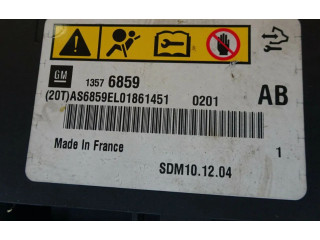 GM
1357 6859
(20T)AS6859EL01861451 0201 AB
Made In France
1
SDM10.12.04